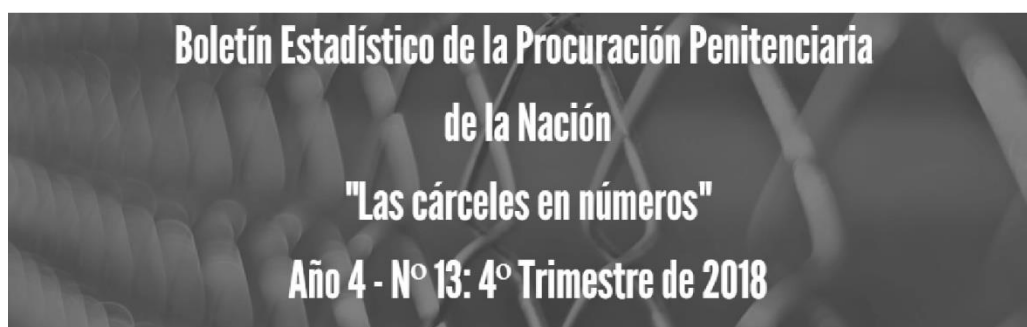 Boletín Estadístico de la Procuración Penitenciaria
de la Nación
"Las cárceles en números"
Año 4 - Nº 13: 4º Trimestre de 2018